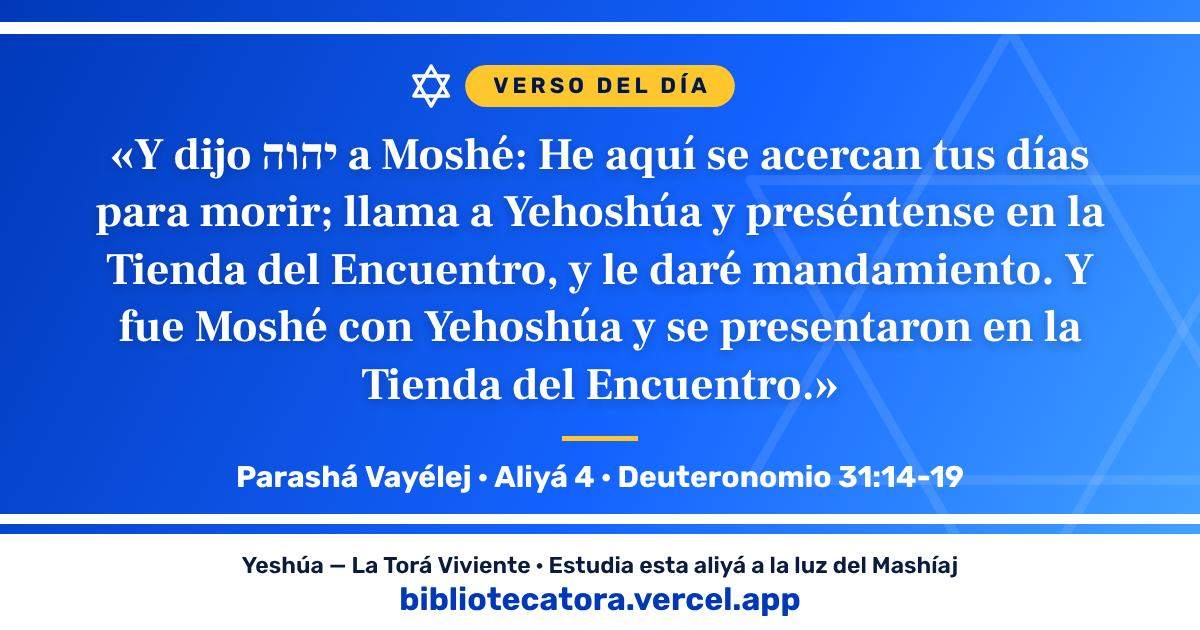 VERSO DEL DÍA
«Y dijo יהוה a Moshé: He aquí se acercan tus días
para morir; llama a Yehoshúa y preséntense en la
Tienda del Encuentro, y le daré mandamiento. Y
fue Moshé con Yehoshúa y se presentaron en la
Tienda del Encuentro.»
Parashá Vayélej • Aliyá 4 • Deuteronomio 31:14-19
Yeshúa — La Torá Viviente • Estudia esta aliyá a la luz del Mashíaj
bibliotecatora.vercel.app